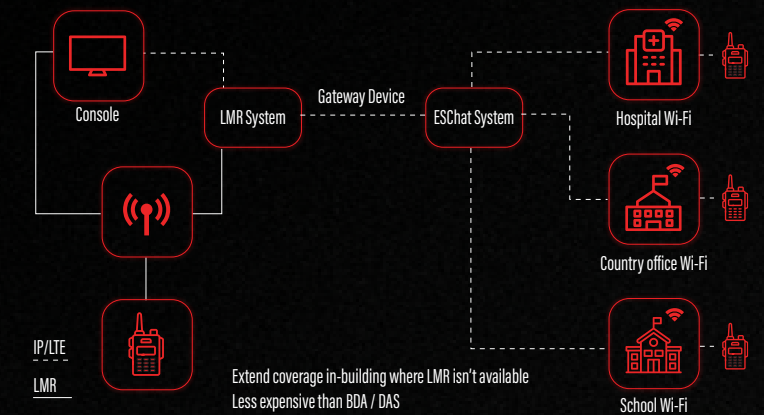 Console
LMR System
Gateway Device
ESChat System
Hospital Wi-Fi
Country office Wi-Fi
School Wi-Fi
IP/LTE
LMR
Extend coverage in-building where LMR isn't available
Less expensive than BDA / DAS